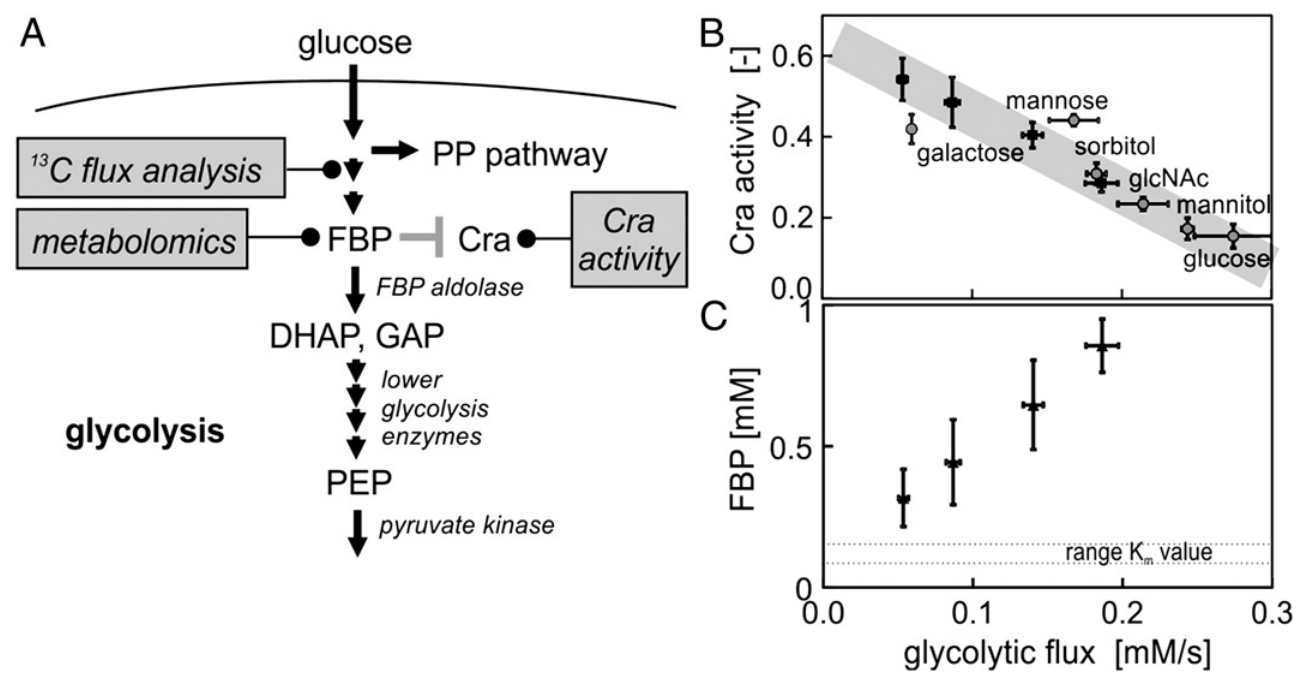 A
glucose
¹³C flux analysis
PP pathway
metabolomics
FBP
Cra
Cra
activity
FBP aldolase
DHAP, GAP
lower
glycolysis
enzymes
glycolysis
PEP
pyruvate kinase
B
Cra activity [-]
0.6
0.4
0.2
0.0
mannose
galactose
sorbitol
glcNAc
mannitol
glucose
C
FBP [mM]
1
0.5
0
range Kₘ value
0.0 0.1 0.2 0.3
glycolytic flux [mM/s]